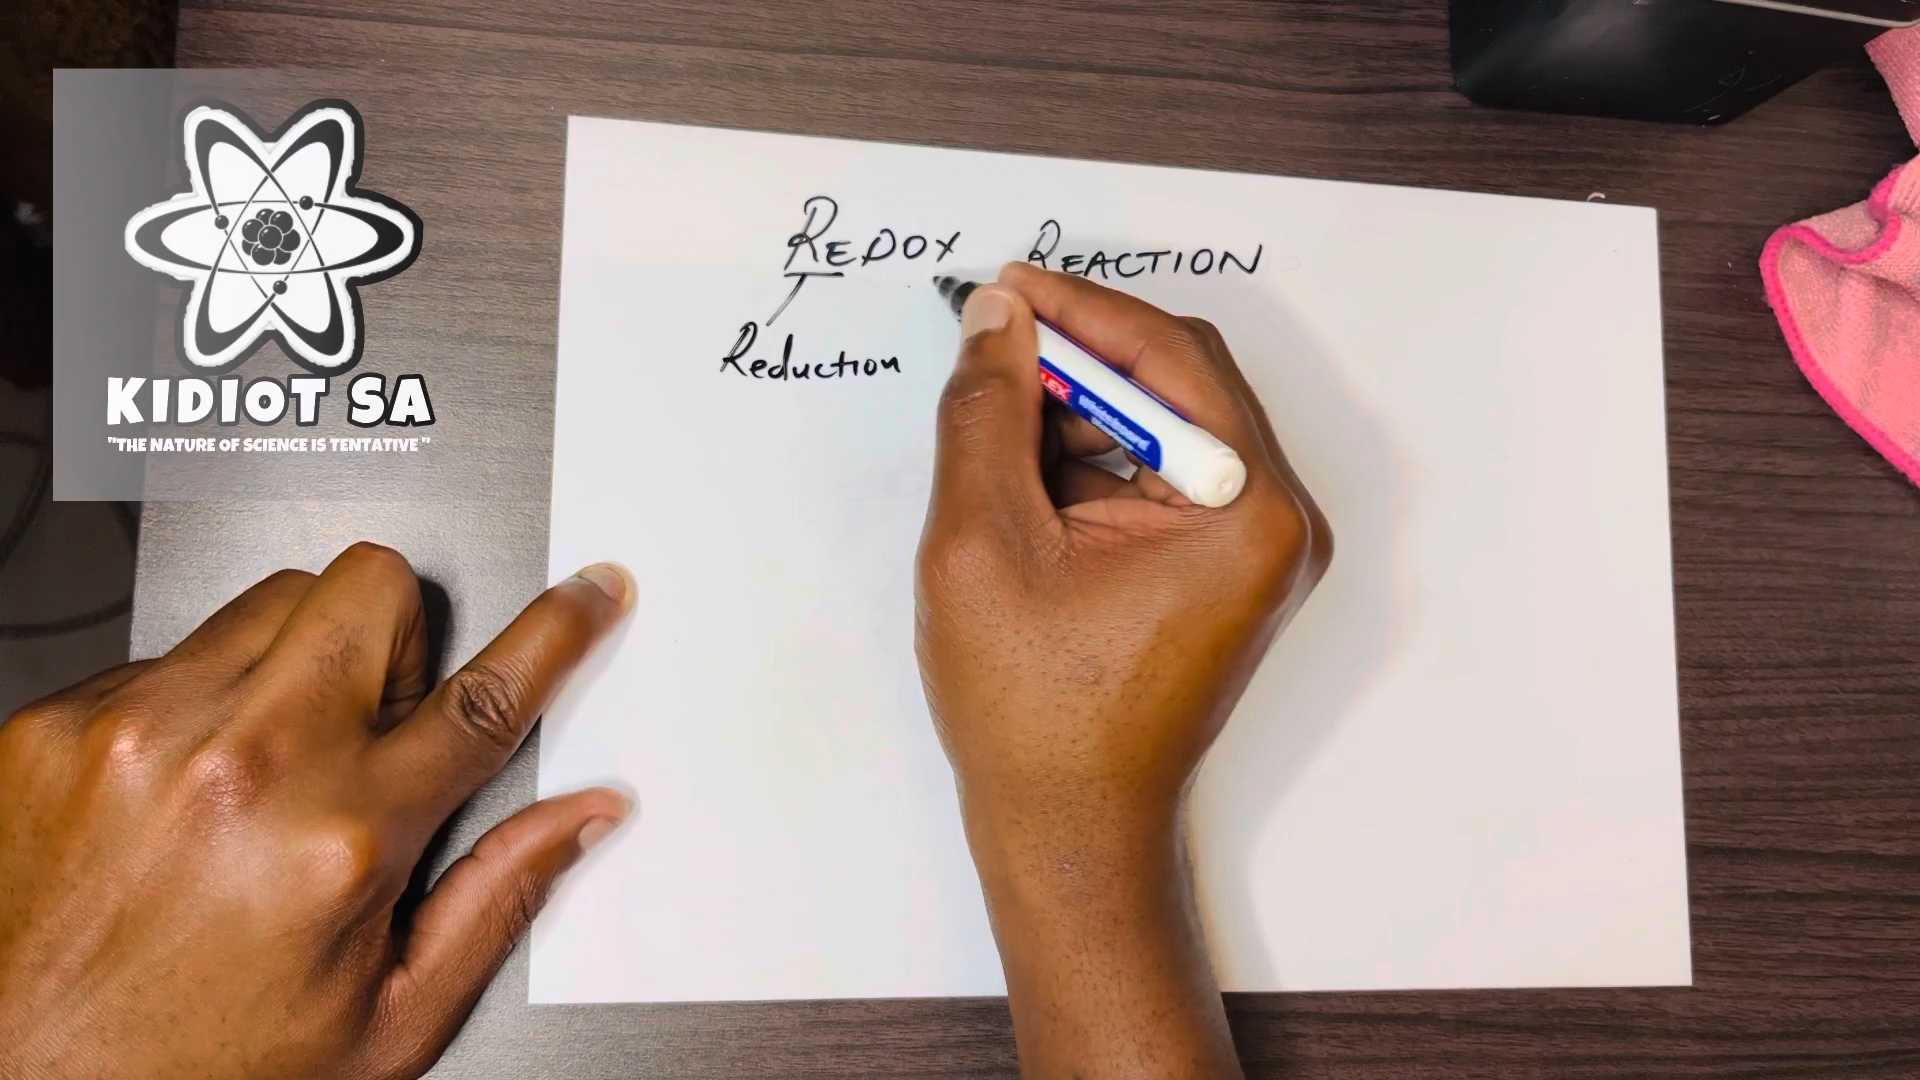 KIDIOT SA
"THE NATURE OF SCIENCE IS TENTATIVE"
REDOX REACTION
Reduction